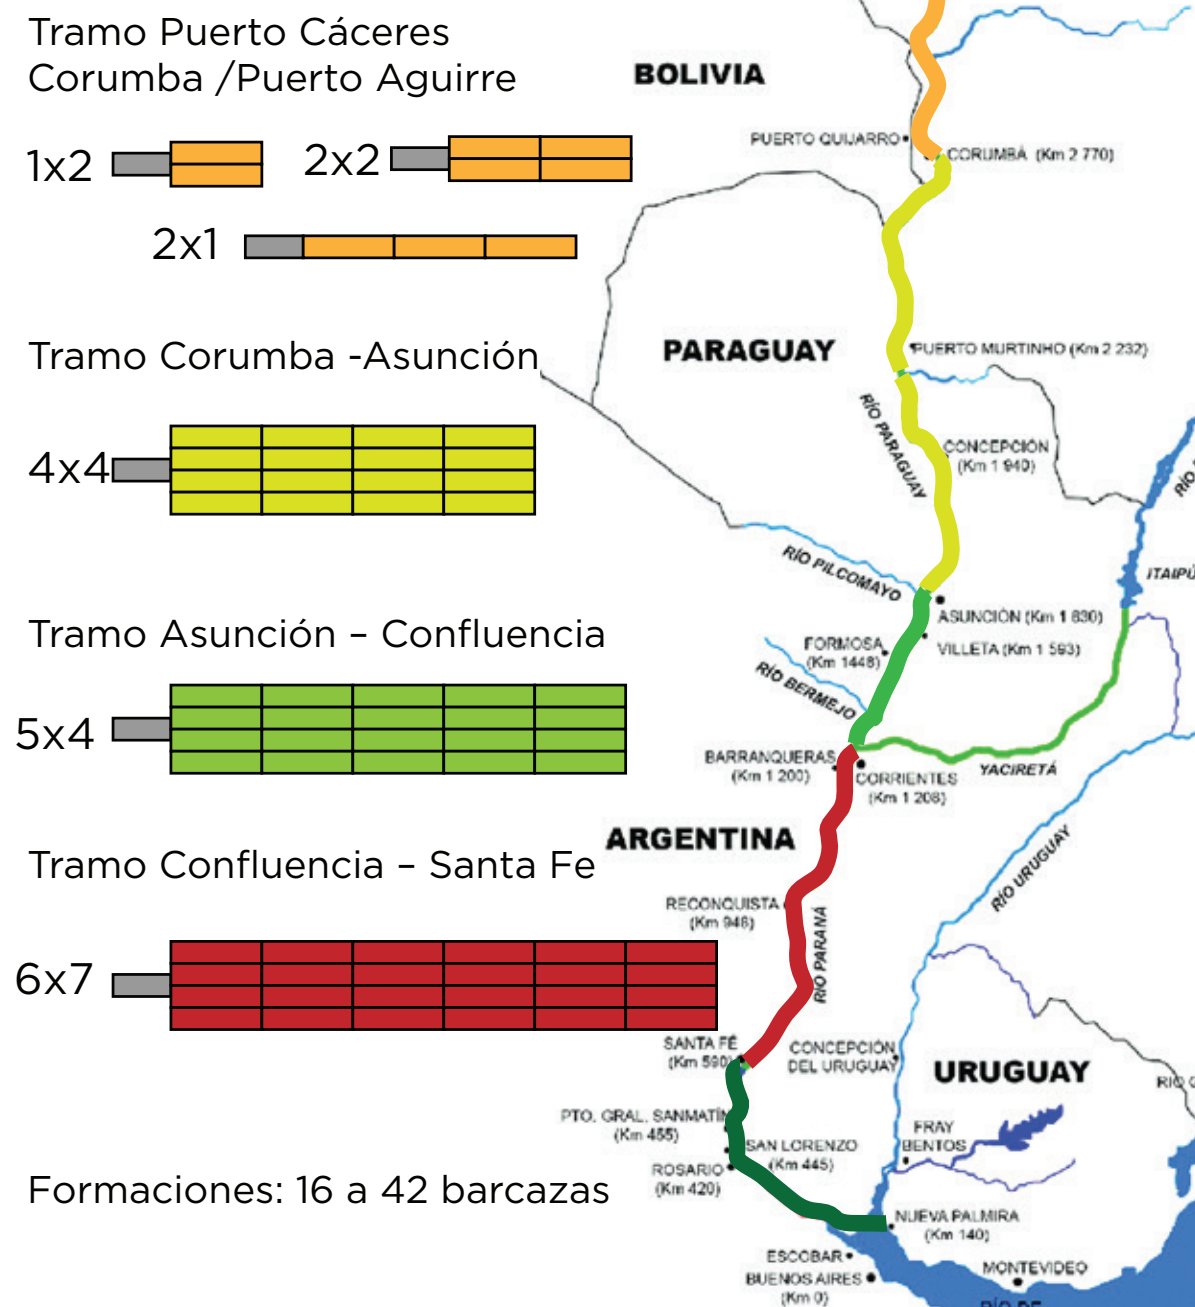 Tramo Puerto Cáceres
Corumba /Puerto Aguirre
1x2
2x2
2x1
Tramo Corumba -Asunción
4x4
Tramo Asunción – Confluencia
5x4
Tramo Confluencia – Santa Fe
6x7
Formaciones: 16 a 42 barcazas
BOLIVIA
PUERTO QUIJARRO
CORUMBÁ (Km 2 770)
PARAGUAY
PUERTO MURTINHO (Km 2 232)
RÍO PARAGUAY
CONCEPCIÓN
(Km 1 940)
RÍO
ITAIPÚ
RÍO PILCOMAYO
ASUNCIÓN (Km 1 630)
VILLETA (Km 1 593)
FORMOSA
(Km 1448)
RÍO BERMEJO
BARRANQUERAS
(Km 1 200)
CORRIENTES
(Km 1 208)
YACIRETÁ
ARGENTINA
RÍO URUGUAY
RECONQUISTA
(Km 948)
RÍO PARANÁ
SANTA FÉ
(Km 590)
CONCEPCIÓN
DEL URUGUAY
URUGUAY
PTO. GRAL. SANMATÍN
(Km 455)
SAN LORENZO
(Km 445)
ROSARIO
(Km 420)
FRAY
BENTOS
NUEVA PALMIRA
(Km 140)
ESCOBAR
BUENOS AIRES
(Km 0)
MONTEVIDEO
RÍO DE